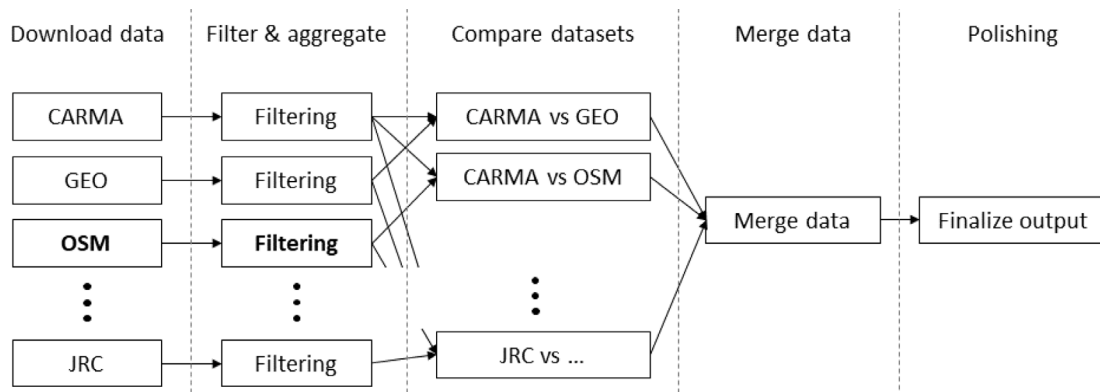 Download data
Filter & aggregate
Compare datasets
Merge data
Polishing
CARMA
Filtering
CARMA vs GEO
GEO
Filtering
CARMA vs OSM
OSM
Filtering
Merge data
Finalize output
JRC
Filtering
JRC vs ...